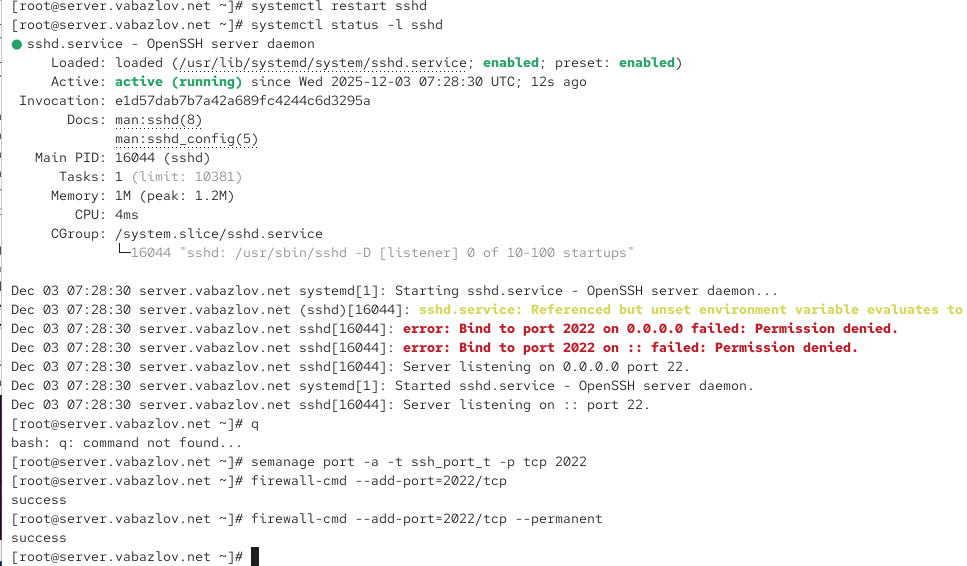 [root@server.vabazlov.net ~]# systemctl restart sshd
[root@server.vabazlov.net ~]# systemctl status -l sshd
● sshd.service - OpenSSH server daemon
     Loaded: loaded (/usr/lib/systemd/system/sshd.service; enabled; preset: enabled)
     Active: active (running) since Wed 2025-12-03 07:28:30 UTC; 12s ago
 Invocation: e1d57dab7b7a42a689fc4244c6d3295a
       Docs: man:sshd(8)
             man:sshd_config(5)
   Main PID: 16044 (sshd)
      Tasks: 1 (limit: 10381)
     Memory: 1M (peak: 1.2M)
        CPU: 4ms
     CGroup: /system.slice/sshd.service
             └─16044 "sshd: /usr/sbin/sshd -D [listener] 0 of 10-100 startups"

Dec 03 07:28:30 server.vabazlov.net systemd[1]: Starting sshd.service - OpenSSH server daemon...
Dec 03 07:28:30 server.vabazlov.net (sshd)[16044]: sshd.service: Referenced but unset environment variable evaluates to
Dec 03 07:28:30 server.vabazlov.net sshd[16044]: error: Bind to port 2022 on 0.0.0.0 failed: Permission denied.
Dec 03 07:28:30 server.vabazlov.net sshd[16044]: error: Bind to port 2022 on :: failed: Permission denied.
Dec 03 07:28:30 server.vabazlov.net sshd[16044]: Server listening on 0.0.0.0 port 22.
Dec 03 07:28:30 server.vabazlov.net systemd[1]: Started sshd.service - OpenSSH server daemon.
Dec 03 07:28:30 server.vabazlov.net sshd[16044]: Server listening on :: port 22.
[root@server.vabazlov.net ~]# q
bash: q: command not found...
[root@server.vabazlov.net ~]# semanage port -a -t ssh_port_t -p tcp 2022
[root@server.vabazlov.net ~]# firewall-cmd --add-port=2022/tcp
success
[root@server.vabazlov.net ~]# firewall-cmd --add-port=2022/tcp --permanent
success
[root@server.vabazlov.net ~]#